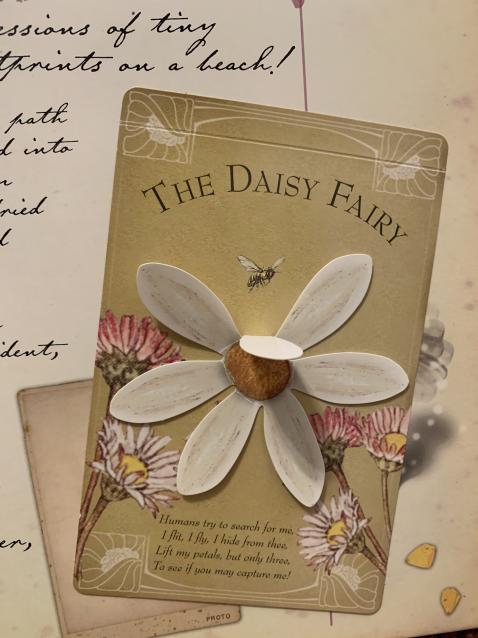 essions of tiny
tprints on a beach!
path
d into
ried
dent,
er,
THE DAISY FAIRY
Humans try to search for me,
I flit, I fly, I hide from thee,
Lift my petals, but only three,
To see if you may capture me!
PROTO